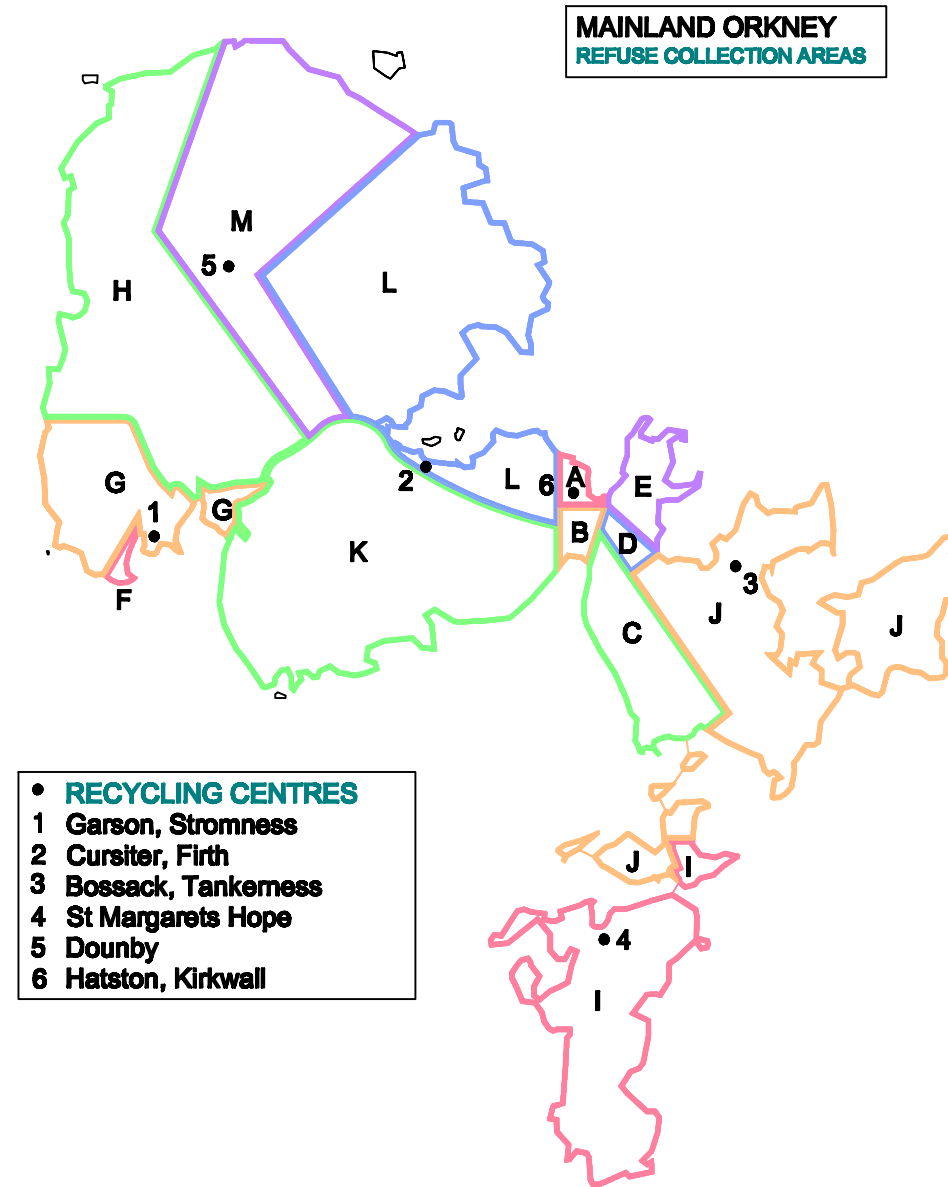 MAINLAND ORKNEY
REFUSE COLLECTION AREAS
M
5
H
L
G
1
G
2
L
6
A
E
B
D
K
F
3
J
C
J
RECYCLING CENTRES
1 Garson, Stromness
2 Cursiter, Firth
3 Bossack, Tankerness
4 St Margarets Hope
5 Dounby
6 Hatston, Kirkwall
J
I
4
I